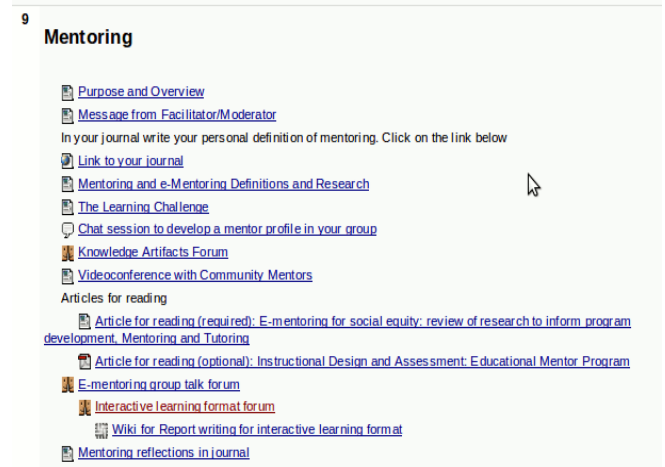 9
Mentoring
Purpose and Overview
Message from Facilitator/Moderator
In your journal write your personal definition of mentoring. Click on the link below
Link to your journal
Mentoring and e-Mentoring Definitions and Research
The Learning Challenge
Chat session to develop a mentor profile in your group
Knowledge Artifacts Forum
Videoconference with Community Mentors
Articles for reading
Article for reading (required): E-mentoring for social equity: review of research to inform program
development, Mentoring and Tutoring
Article for reading (optional): Instructional Design and Assessment: Educational Mentor Program
E-mentoring group talk forum
Interactive learning format forum
Wiki for Report writing for interactive learning format
Mentoring reflections in journal